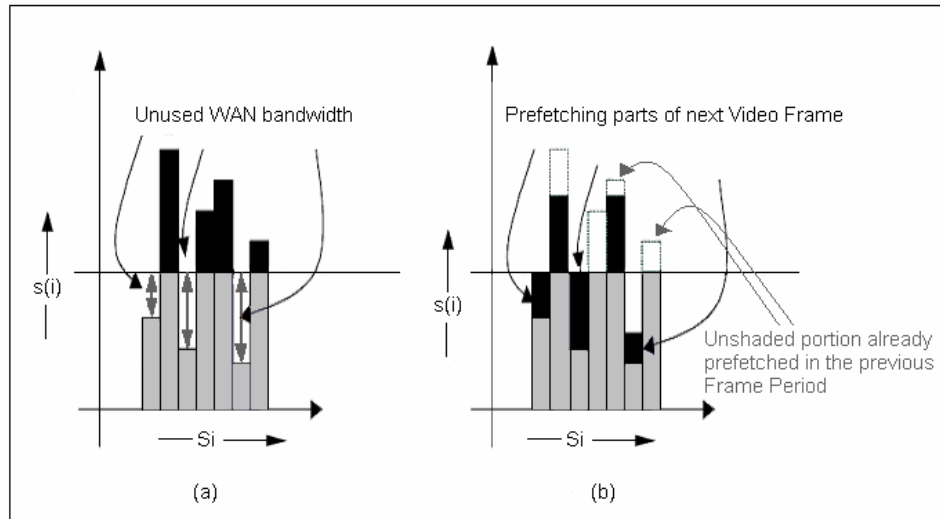 Unused WAN bandwidth
s(i)
Si
(a)
Prefetching parts of next Video Frame
s(i)
Unshaded portion already
prefetched in the previous
Frame Period
Si
(b)